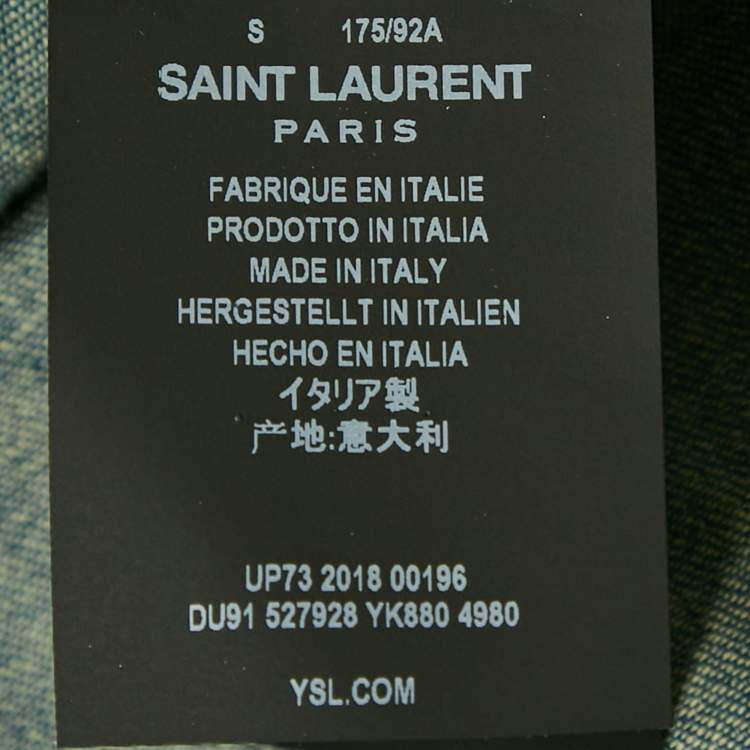 S 175/92A
SAINT LAURENT
PARIS
FABRIQUE EN ITALIE
PRODOTTO IN ITALIA
MADE IN ITALY
HERGESTELLT IN ITALIEN
HECHO EN ITALIA
イタリア製
产地:意大利
UP73 2018 00196
DU91 527928 YK880 4980
YSL.COM